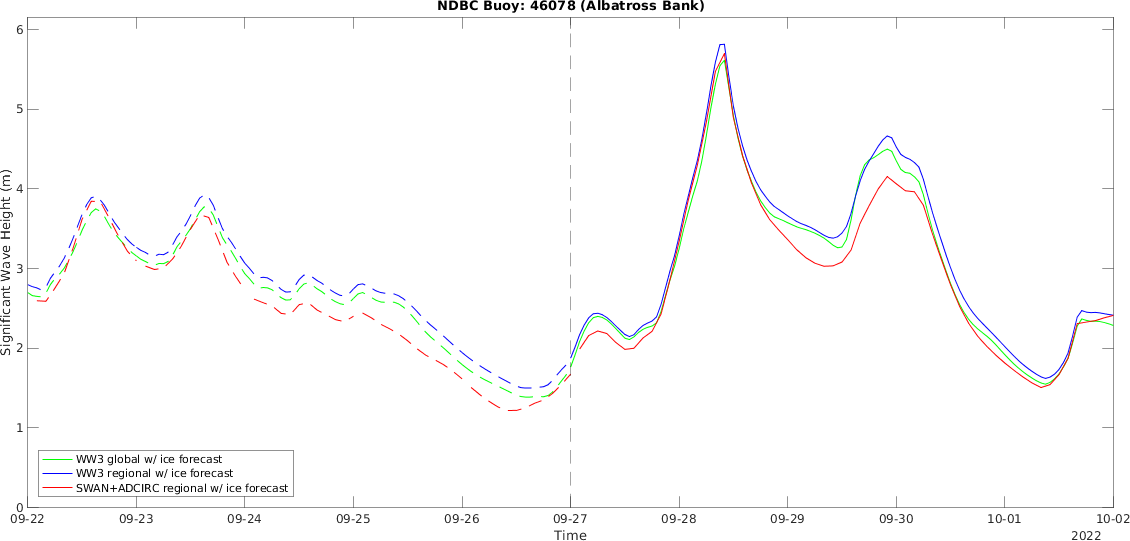 NDBC Buoy: 46078 (Albatross Bank)
Significant Wave Height (m)
6
5
4
3
2
1
0
WW3 global w/ ice forecast
WW3 regional w/ ice forecast
SWAN+ADCIRC regional w/ ice forecast
09-22 09-23 09-24 09-25 09-26 09-27 09-28 09-29 09-30 10-01 10-02
Time
2022